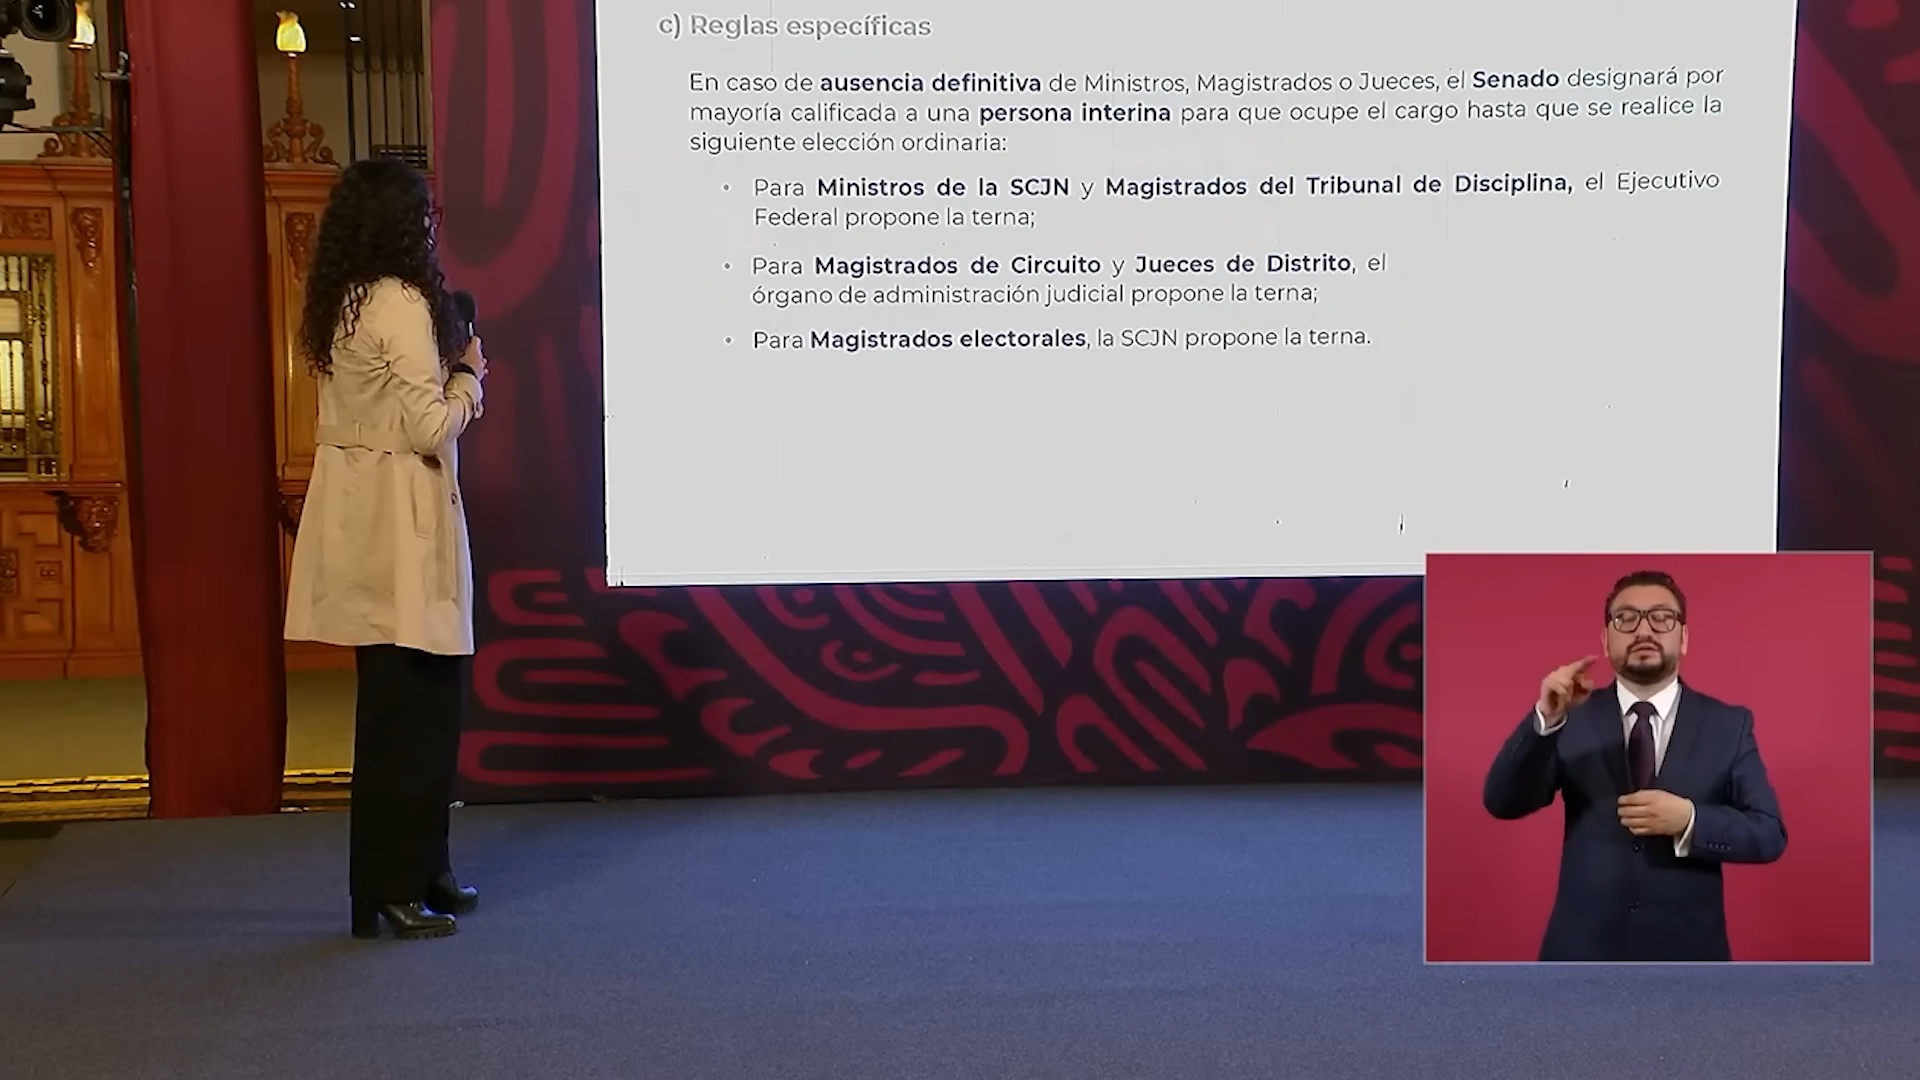 c) Reglas específicas
En caso de ausencia definitiva de Ministros, Magistrados o Jueces, el Senado designará por
mayoría calificada a una persona interina para que ocupe el cargo hasta que se realice la
siguiente elección ordinaria:
• Para Ministros de la SCJN y Magistrados del Tribunal de Disciplina, el Ejecutivo
Federal propone la terna;
• Para Magistrados de Circuito y Jueces de Distrito, el
órgano de administración judicial propone la terna;
• Para Magistrados electorales, la SCJN propone la terna.